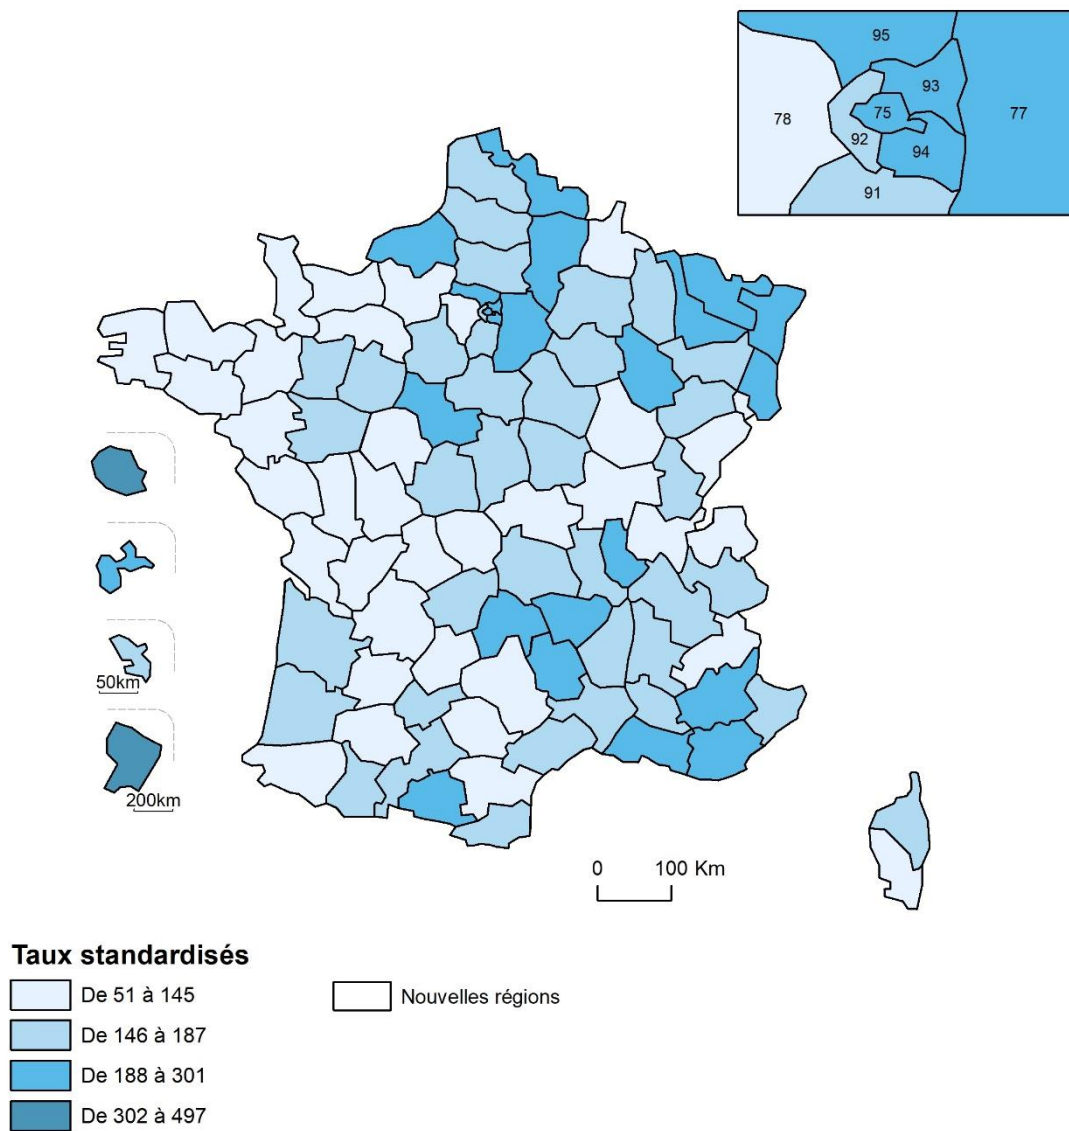 95
93
78
75
77
92
94
91
50km
200km
0 100 Km
Taux standardisés
De 51 à 145
Nouvelles régions
De 146 à 187
De 188 à 301
De 302 à 497